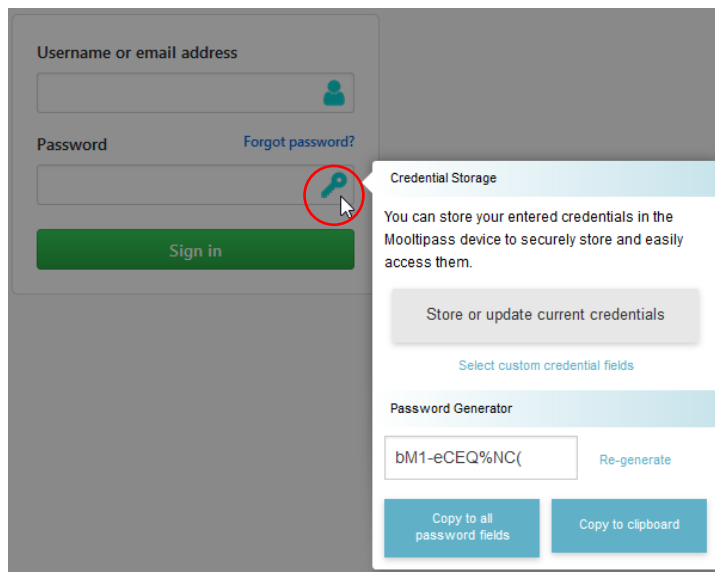 Username or email address
Password
Forgot password?
Sign in
Credential Storage
You can store your entered credentials in the
Mooltipass device to securely store and easily
access them.
Store or update current credentials
Select custom credential fields
Password Generator
bM1-eCEQ%NC(
Re-generate
Copy to all
password fields
Copy to clipboard